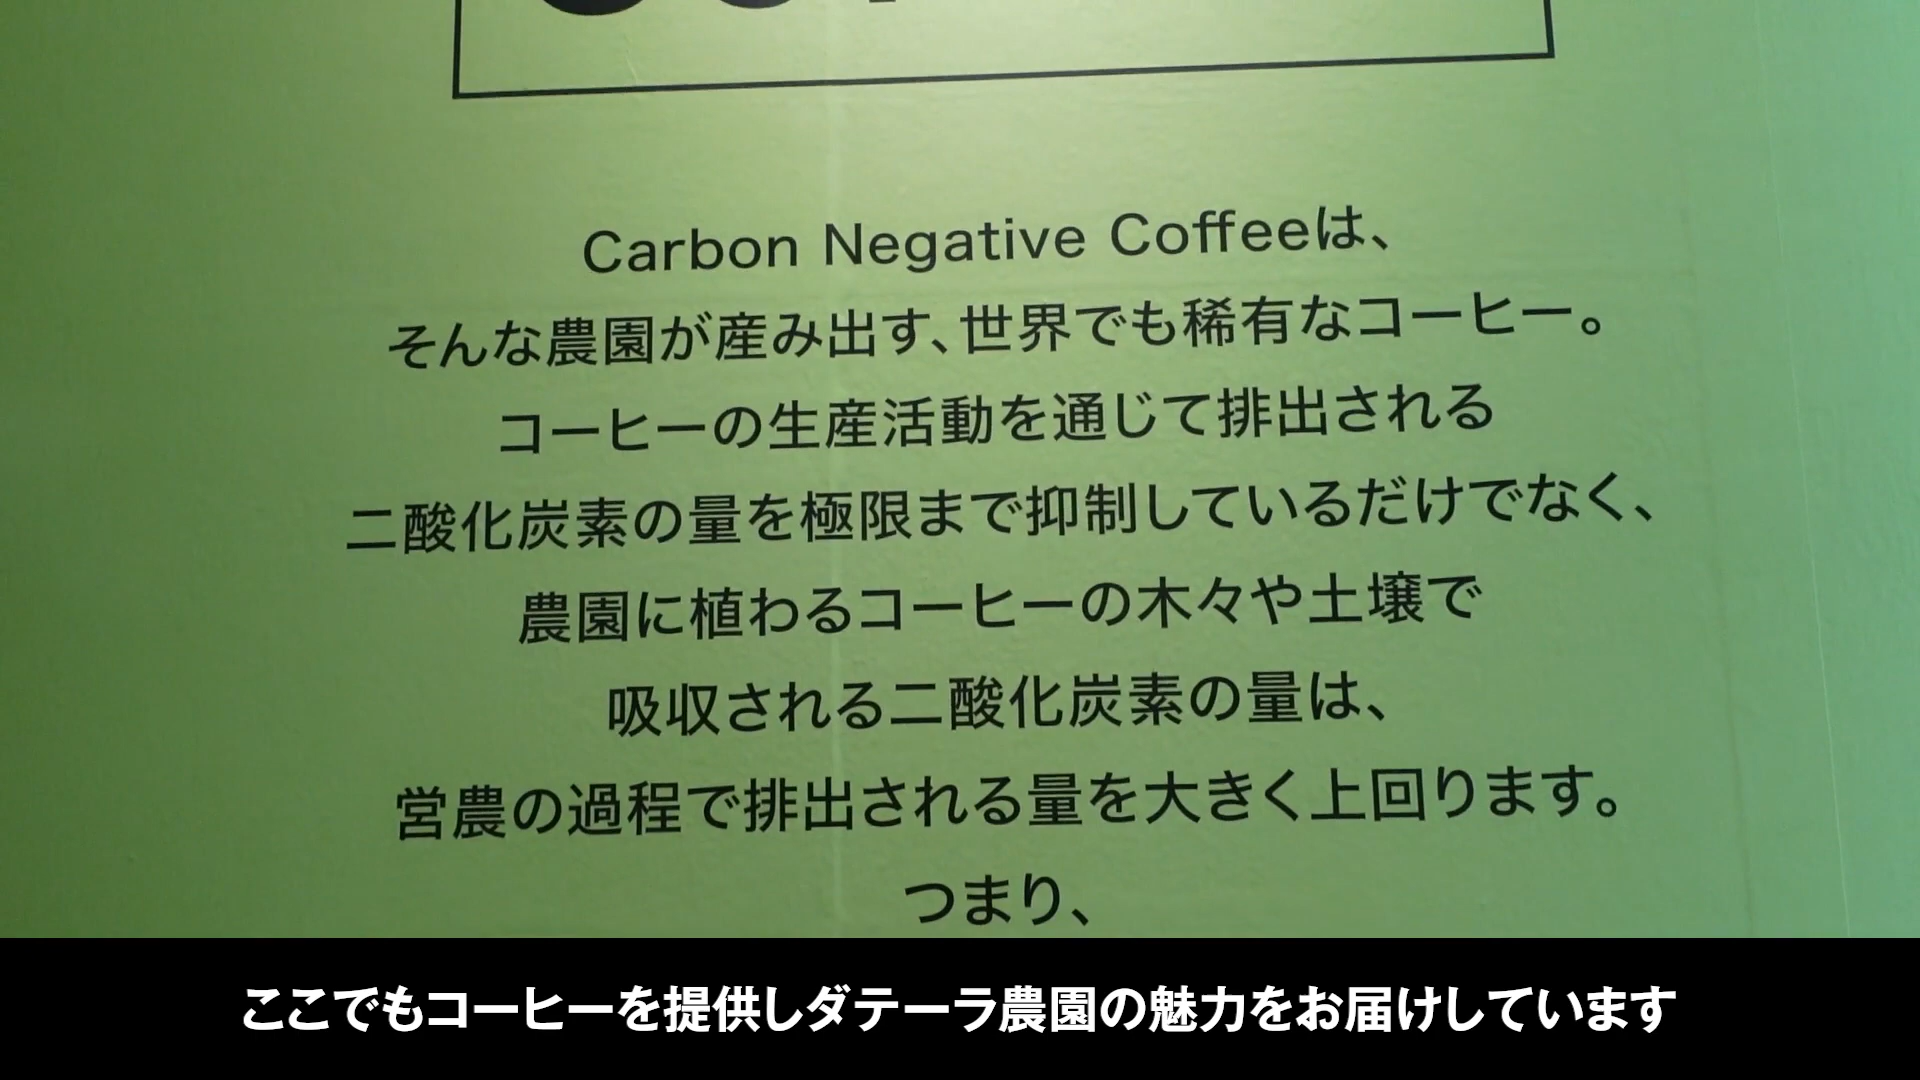 Carbon Negative Coffeeは、
そんな農園が産み出す、世界でも稀有なコーヒー。
コーヒーの生産活動を通じて排出される
二酸化炭素の量を極限まで抑制しているだけでなく、
農園に植わるコーヒーの木々や土壌で
吸収される二酸化炭素の量は、
営農の過程で排出される量を大きく上回ります。
つまり、
ここでもコーヒーを提供しダテーラ農園の魅力をお届けしています